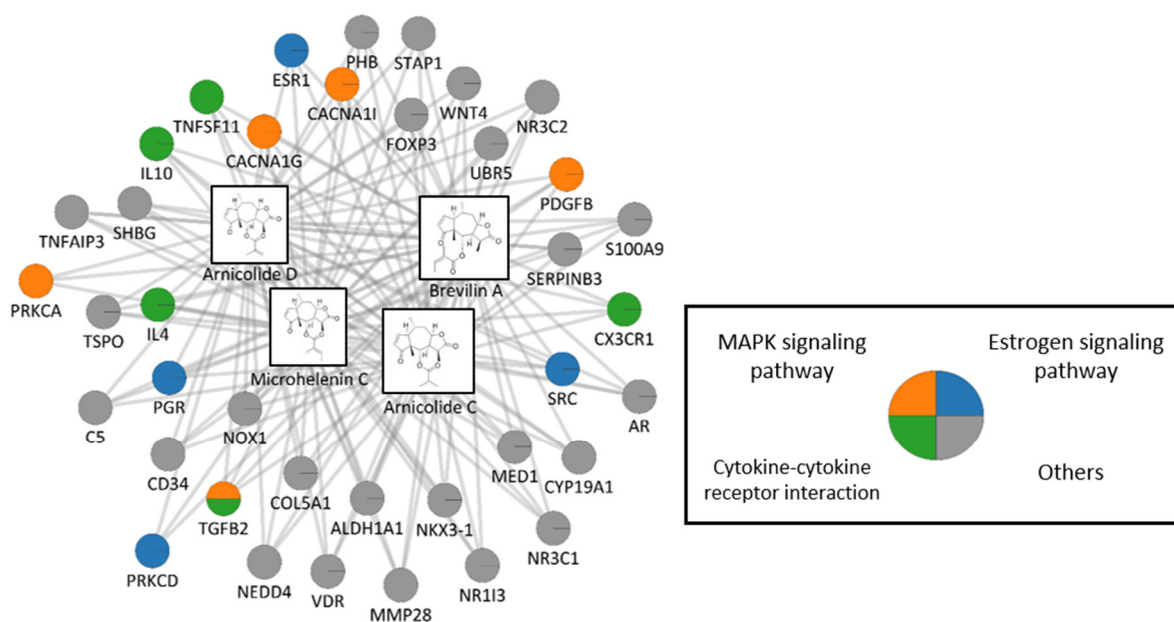 PHB
STAP1
ESR1
CACNA1I
WNT4
NR3C2
TNFSF11
FOXP3
CACNA1G
UBR5
IL10
PDGFB
TNFAIP3
SHBG
S100A9
SERPINB3
Arnicolide D
Brevilin A
PRKCA
TSPO
IL4
CX3CR1
Microhelenin C
Arnicolide C
PGR
SRC
AR
C5
NOX1
CD34
MED1
CYP19A1
TGFB2
COL5A1
ALDH1A1
NKX3-1
NR3C1
PRKCD
NEDD4
VDR
MMP28
NR1I3
MAPK signaling
pathway
Estrogen signaling
pathway
Cytokine-cytokine
receptor interaction
Others